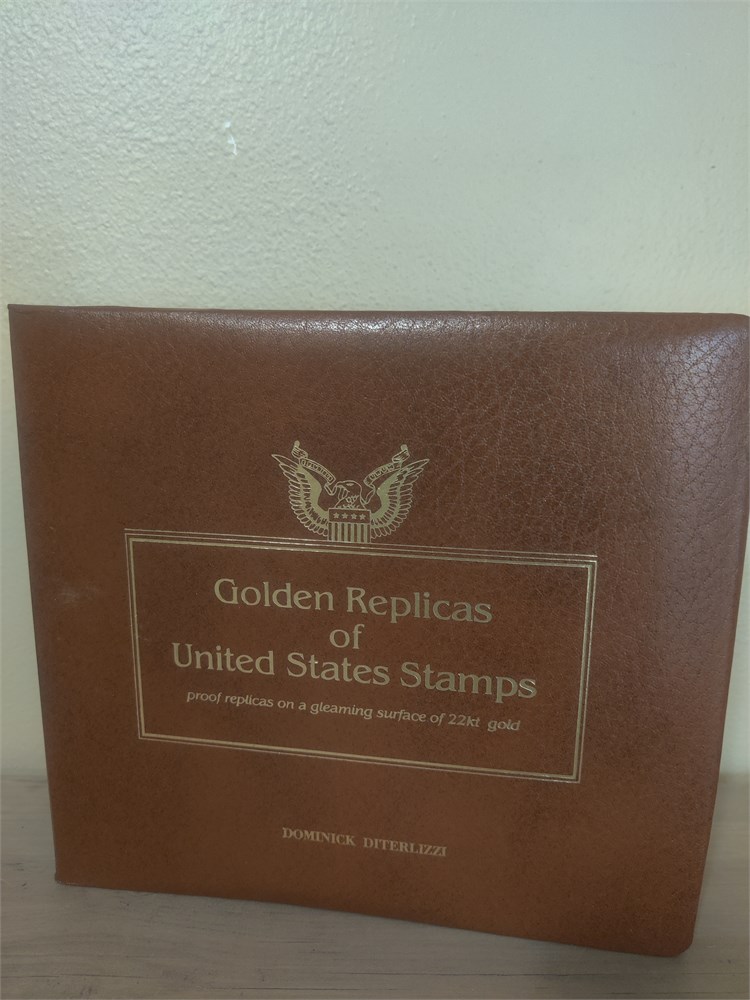 Golden Replicas
of
United States Stamps
proof replicas on a gleaming surface of 22kt gold
DOMINICK DITERLIZZI